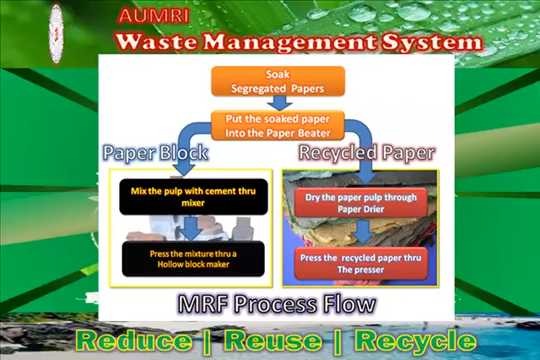 AUMRI
Waste Management System
Soak
Segregated Papers
Put the soaked paper
Into the Paper Beater
Paper Block
Recycled Paper
Mix the pulp with cement thru
mixer
Press the mixture thru a
Hollow block maker
Dry the paper pulp through
Paper Drier
Press the recycled paper thru
The presser
MRF Process Flow
Reduce | Reuse | Recycle